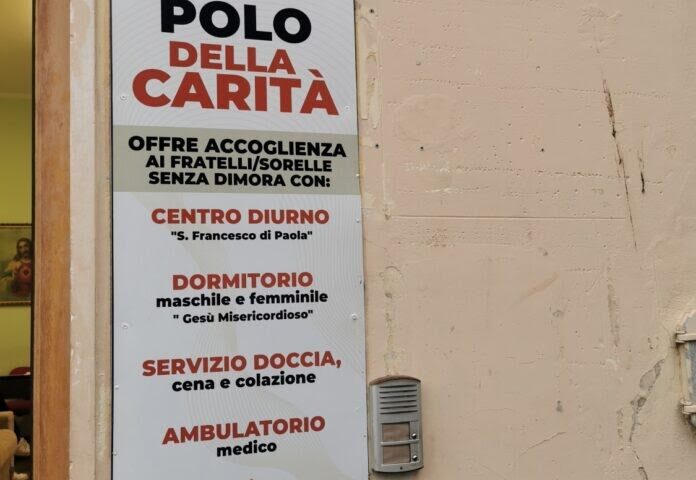 POLO
DELLA
CARITÀ
OFFRE ACCOGLIENZA
AI FRATELLI/SORELLE
SENZA DIMORA CON:
CENTRO DIURNO
"S. Francesco di Paola"
DORMITORIO
maschile e femminile
" Gesù Misericordioso"
SERVIZIO DOCCIA,
cena e colazione
AMBULATORIO
medico